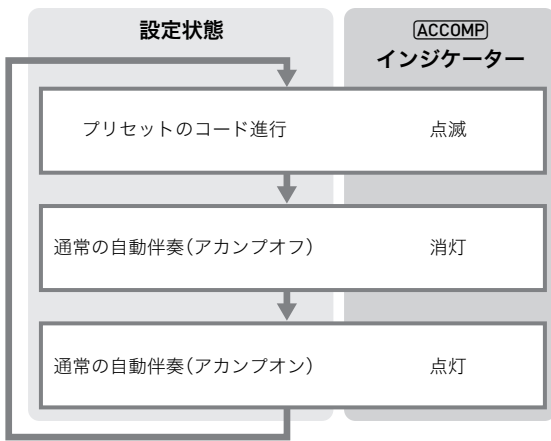 設定状態
ACCOMP
インジケーター
プリセットのコード進行
点滅
通常の自動伴奏（アカンプオフ）
消灯
通常の自動伴奏（アカンプオン）
点灯